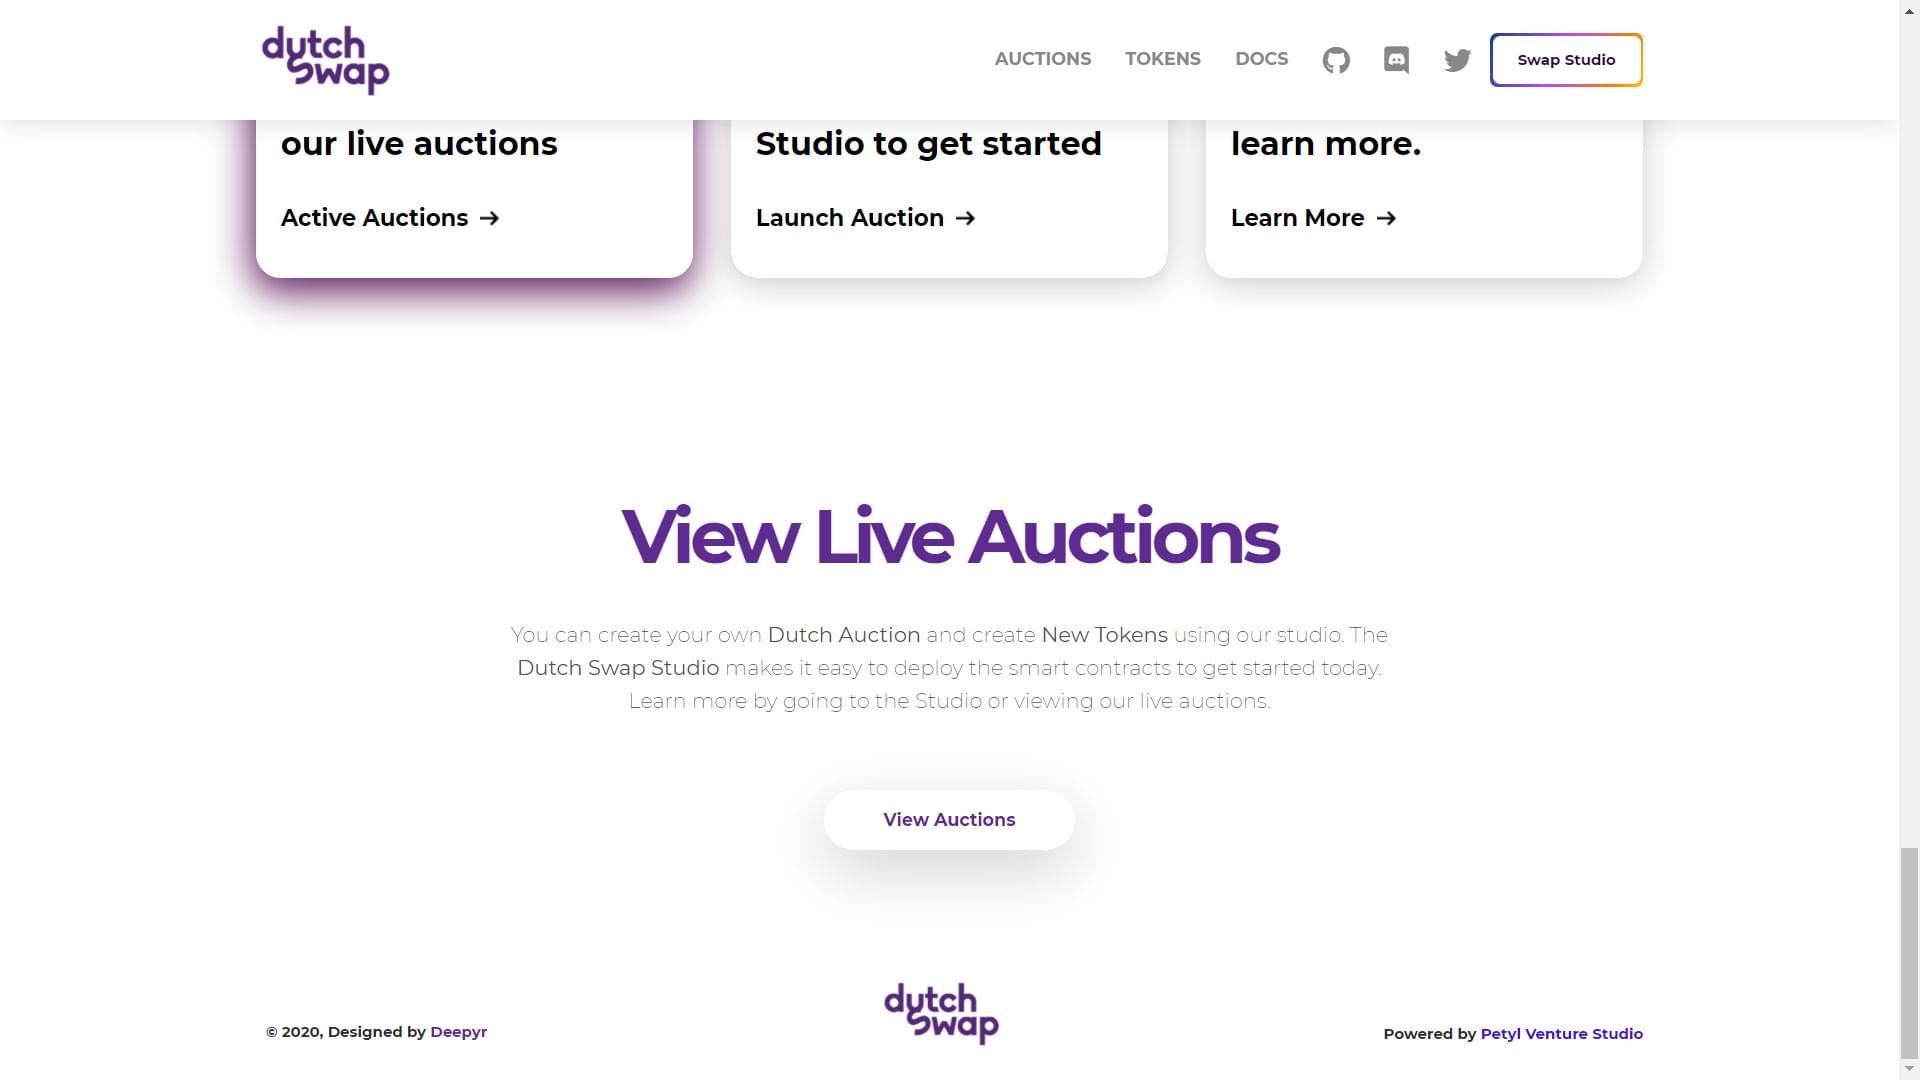 dutch
swap
AUCTIONS
TOKENS
DOCS
Swap Studio
our live auctions
Active Auctions →
Studio to get started
Launch Auction →
learn more.
Learn More →
View Live Auctions
You can create your own Dutch Auction and create New Tokens using our studio. The
Dutch Swap Studio makes it easy to deploy the smart contracts to get started today.
Learn more by going to the Studio or viewing our live auctions.
View Auctions
© 2020, Designed by Deepyr
dutch
swap
Powered by Petyl Venture Studio